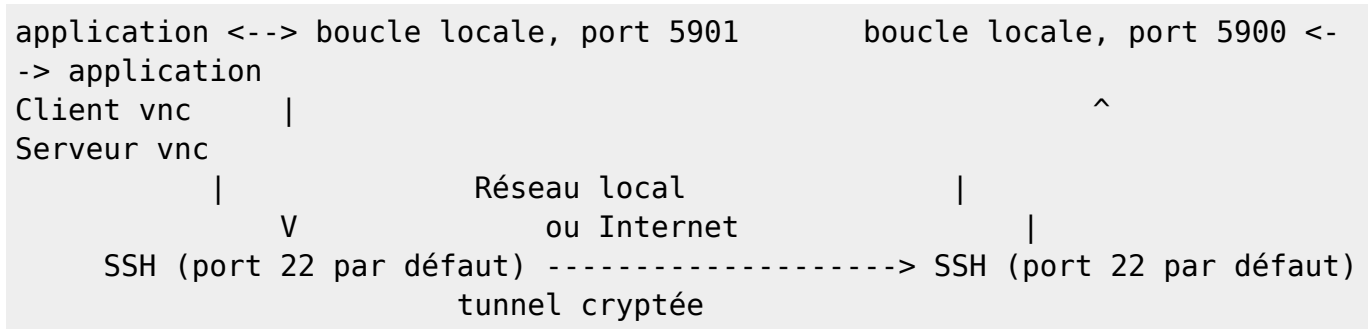 application <--> boucle locale, port 5901       boucle locale, port 5900 <-
-> application
Client vnc     |                                             ^
Serveur vnc
           |              Réseau local               |
               V              ou Internet                |
     SSH (port 22 par défaut) --------------------> SSH (port 22 par défaut)
                         tunnel cryptée